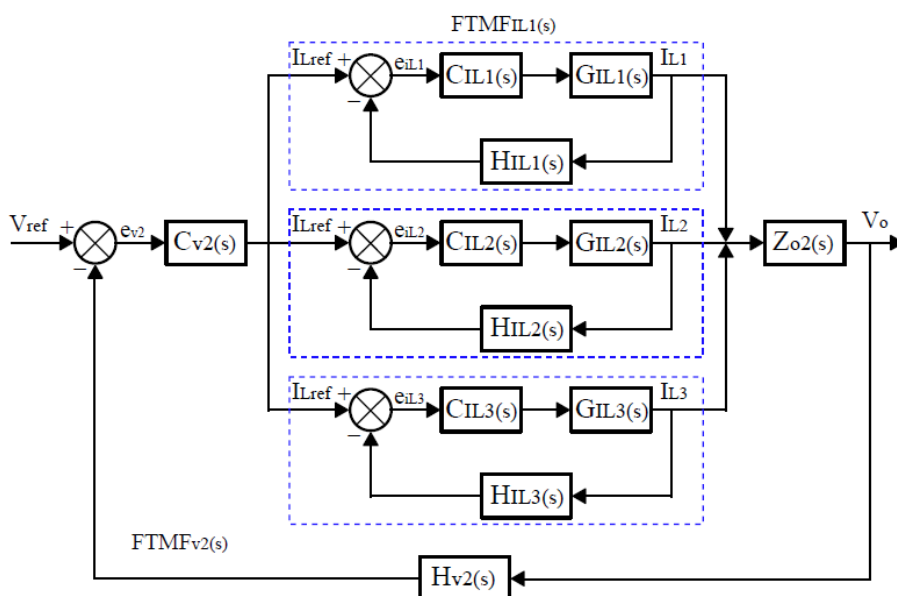 FTMFIL1(s)
ILref + eiL1 CIL1(s) GIL1(s) IL1
−
HIL1(s)
Vref + ev2 Cv2(s) ILref + eiL2 CIL2(s) GIL2(s) IL2 Zo2(s) Vo
− −
HIL2(s)
ILref + eiL3 CIL3(s) GIL3(s) IL3
−
HIL3(s)
FTMFv2(s)
Hv2(s)